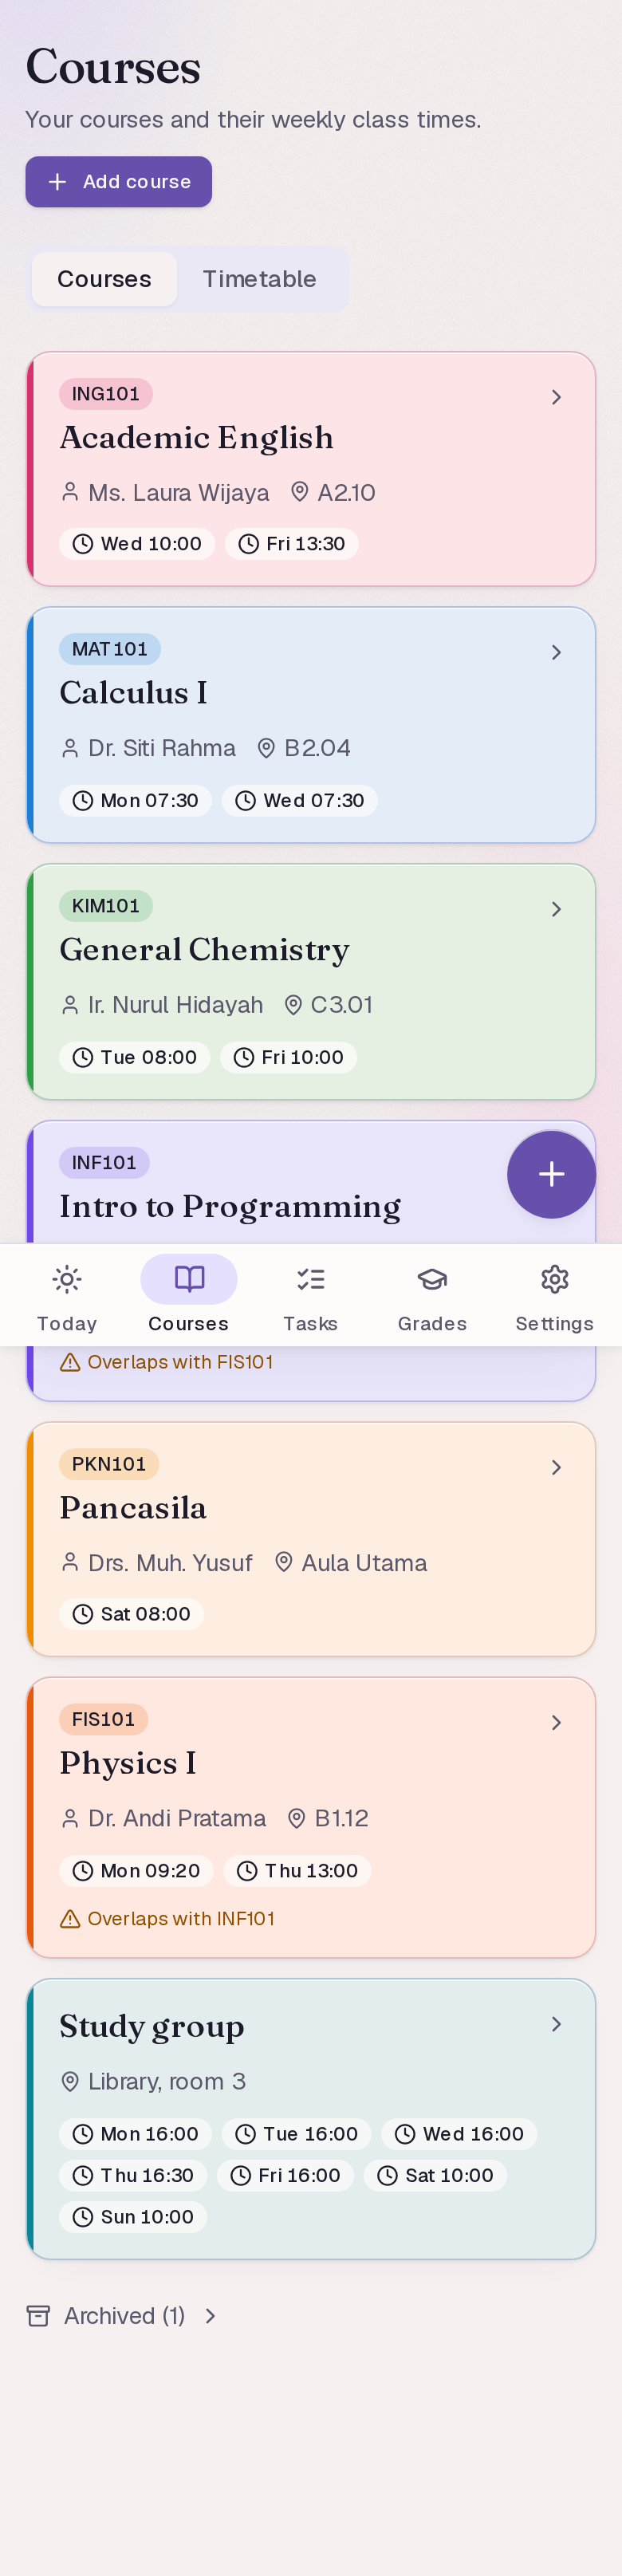 Courses
Your courses and their weekly class times.
Add course
Courses Timetable
ING101
Academic English
Ms. Laura Wijaya A2.10
Wed 10:00 Fri 13:30
MAT101
Calculus I
Dr. Siti Rahma B2.04
Mon 07:30 Wed 07:30
KIM101
General Chemistry
Ir. Nurul Hidayah C3.01
Tue 08:00 Fri 10:00
INF101
Intro to Programming
Today Courses Tasks Grades Settings
Overlaps with FIS101
PKN101
Pancasila
Drs. Muh. Yusuf Aula Utama
Sat 08:00
FIS101
Physics I
Dr. Andi Pratama B1.12
Mon 09:20 Thu 13:00
Overlaps with INF101
Study group
Library, room 3
Mon 16:00 Tue 16:00 Wed 16:00
Thu 16:30 Fri 16:00 Sat 10:00
Sun 10:00
Archived (1)